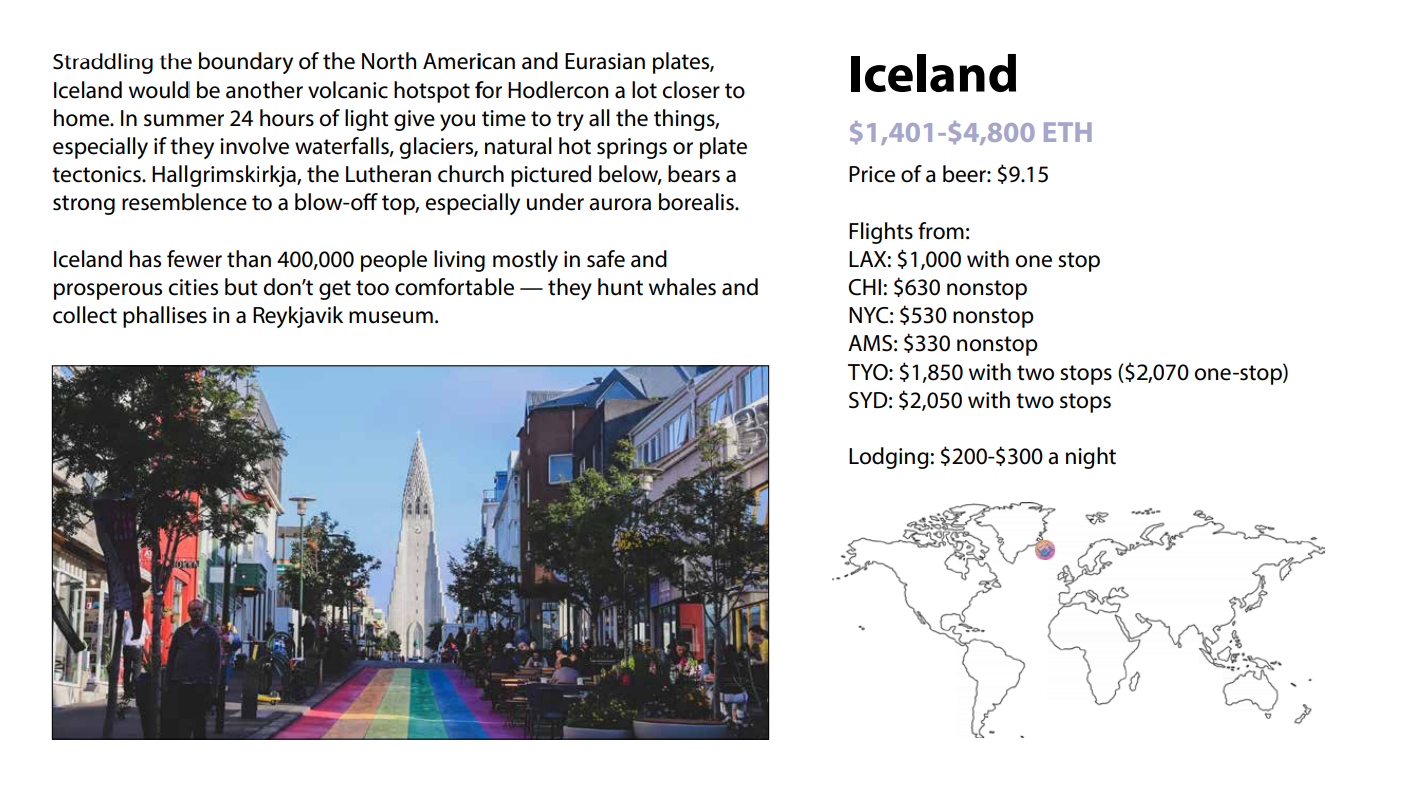 Straddling the boundary of the North American and Eurasian plates,
Iceland would be another volcanic hotspot for Hodlercon a lot closer to
home. In summer 24 hours of light give you time to try all the things,
especially if they involve waterfalls, glaciers, natural hot springs or plate
tectonics. Hallgrimskirkja, the Lutheran church pictured below, bears a
strong resemblence to a blow-off top, especially under aurora borealis.
Iceland has fewer than 400,000 people living mostly in safe and
prosperous cities but don't get too comfortable — they hunt whales and
collect phallises in a Reykjavik museum.
Iceland
$1,401-$4,800 ETH
Price of a beer: $9.15
Flights from:
LAX: $1,000 with one stop
CHI: $630 nonstop
NYC: $530 nonstop
AMS: $330 nonstop
TYO: $1,850 with two stops ($2,070 one-stop)
SYD: $2,050 with two stops
Lodging: $200-$300 a night